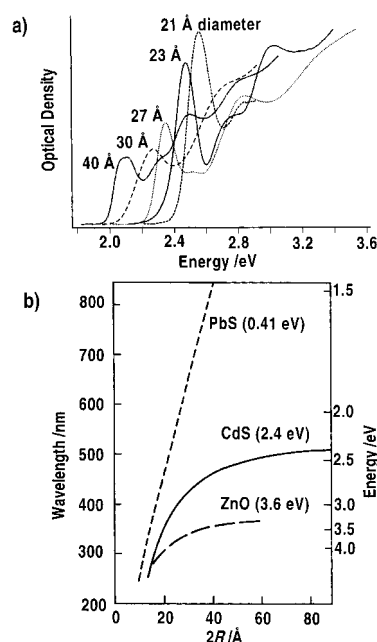 a)
21 Å diameter
23 Å
27 Å
30 Å
40 Å
Optical Density
2.0 2.4 2.8 3.2 3.6
Energy /eV
b)
800
700
600
500
400
300
200
Wavelength /nm
1.5
2.0
2.5
3.0
3.5
4.0
Energy/eV
PbS (0.41 eV)
CdS (2.4 eV)
ZnO (3.6 eV)
0 20 40 60 80
2R/Å